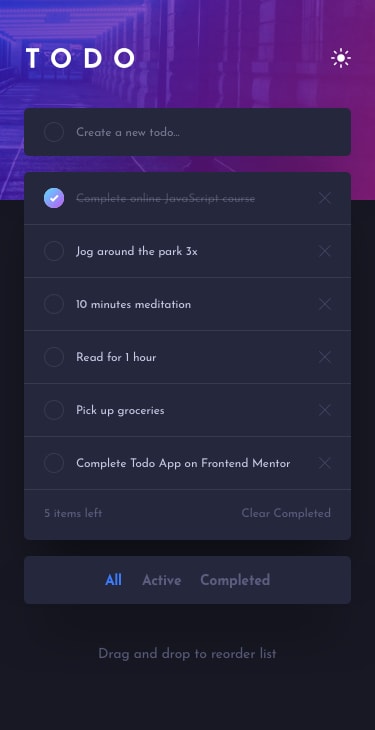 TODO
Create a new todo...
Complete online JavaScript course
Jog around the park 3x
10 minutes meditation
Read for 1 hour
Pick up groceries
Complete Todo App on Frontend Mentor
5 items left Clear Completed
All Active Completed
Drag and drop to reorder list